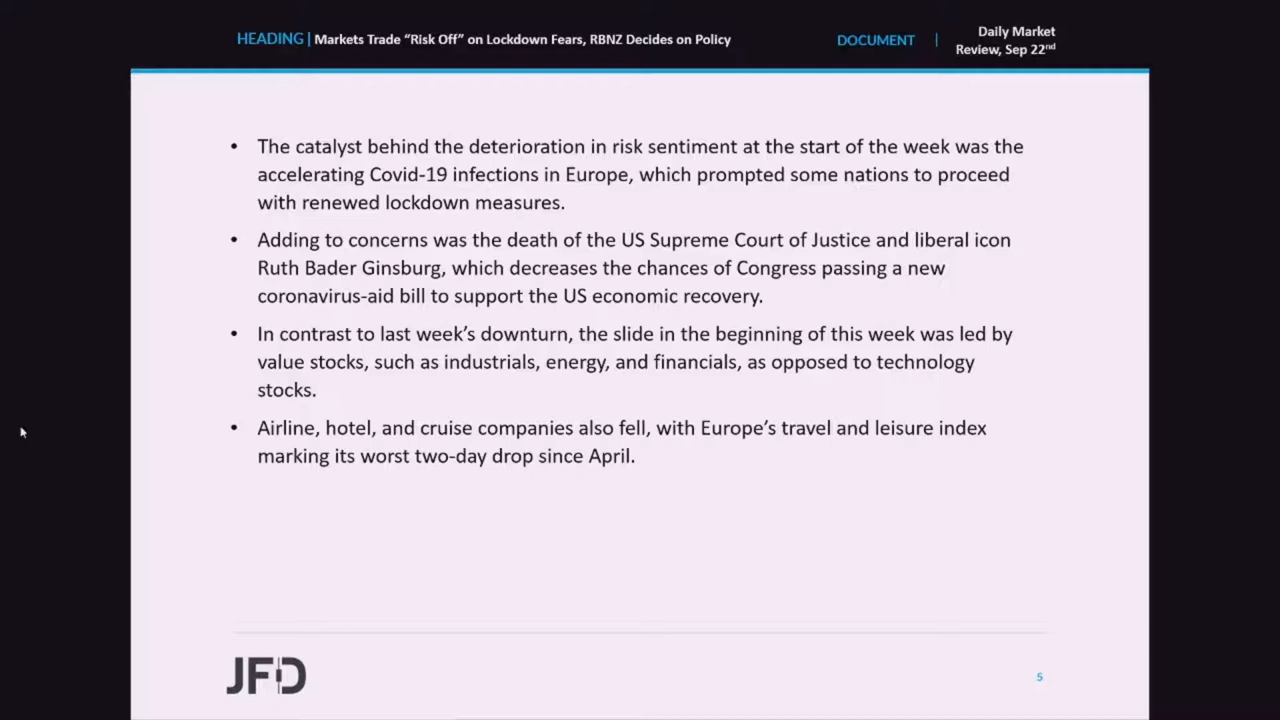 HEADING | Markets Trade “Risk Off” on Lockdown Fears, RBNZ Decides on Policy
DOCUMENT |
Daily Market
Review, Sep 22nd
• The catalyst behind the deterioration in risk sentiment at the start of the week was the
accelerating Covid-19 infections in Europe, which prompted some nations to proceed
with renewed lockdown measures.
• Adding to concerns was the death of the US Supreme Court of Justice and liberal icon
Ruth Bader Ginsburg, which decreases the chances of Congress passing a new
coronavirus-aid bill to support the US economic recovery.
• In contrast to last week’s downturn, the slide in the beginning of this week was led by
value stocks, such as industrials, energy, and financials, as opposed to technology
stocks.
• Airline, hotel, and cruise companies also fell, with Europe’s travel and leisure index
marking its worst two-day drop since April.
JFD
5